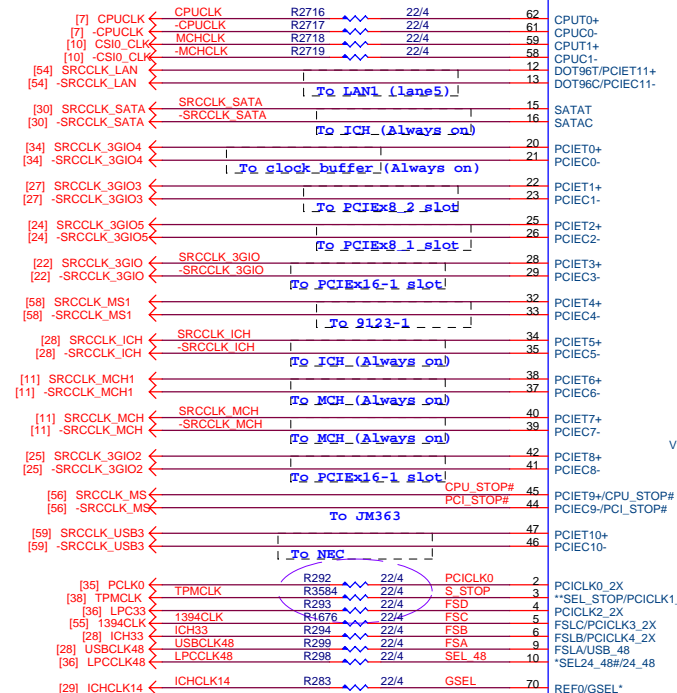 [7] CPUCLK CPUCLK R2716 22/4 62 CPUT0+
[7] -CPUCLK -CPUCLK R2717 22/4 61 CPUC0-
[10] CSI0_CLK MCHCLK R2718 22/4 59 CPUT1+
[10] -CSI0_CLK -MCHCLK R2719 22/4 58 CPUC1-
[54] SRCCLK_LAN 12 DOT96T/PCIET11+
[54] -SRCCLK_LAN 13 DOT96C/PCIEC11-
To LAN1 (lane5)
[30] SRCCLK_SATA SRCCLK_SATA 15 SATAT
[30] -SRCCLK_SATA -SRCCLK_SATA 16 SATAC
To ICH (Always on)
[34] SRCCLK_3GIO4 20 PCIET0+
[34] -SRCCLK_3GIO4 21 PCIEC0-
To clock buffer (Always on)
[27] SRCCLK_3GIO3 22 PCIET1+
[27] -SRCCLK_3GIO3 23 PCIEC1-
To PCIEx8_2 slot
[24] SRCCLK_3GIO5 25 PCIET2+
[24] -SRCCLK_3GIO5 26 PCIEC2-
To PCIEx8_1 slot
[22] SRCCLK_3GIO SRCCLK_3GIO 28 PCIET3+
[22] -SRCCLK_3GIO -SRCCLK_3GIO 29 PCIEC3-
To PCIEx16-1 slot
[58] SRCCLK_MS1 32 PCIET4+
[58] -SRCCLK_MS1 33 PCIEC4-
To 9123-1
[28] SRCCLK_ICH SRCCLK_ICH 34 PCIET5+
[28] -SRCCLK_ICH -SRCCLK_ICH 35 PCIEC5-
To ICH (Always on)
[11] SRCCLK_MCH1 38 PCIET6+
[11] -SRCCLK_MCH1 37 PCIEC6-
To MCH (Always on)
[11] SRCCLK_MCH SRCCLK_MCH 40 PCIET7+
[11] -SRCCLK_MCH -SRCCLK_MCH 39 PCIEC7-
To MCH (Always on)
V
[25] SRCCLK_3GIO2 42 PCIET8+
[25] -SRCCLK_3GIO2 41 PCIEC8-
To PCIEx16-1 slot
[56] SRCCLK_MS CPU_STOP# 45 PCIET9+/CPU_STOP#
[56] -SRCCLK_MS PCI_STOP# 44 PCIEC9-/PCI_STOP#
To JM363
[59] SRCCLK_USB3 47 PCIET10+
[59] -SRCCLK_USB3 46 PCIEC10-
To NEC
[35] PCLK0 R292 22/4 PCICLK0 2 PCICLK0_2X
[38] TPMCLK TPMCLK R3584 22/4 S_STOP 3 **SEL_STOP/PCICLK1_
[36] LPC33 R293 22/4 FSD 4 PCICLK2_2X
[55] 1394CLK 1394CLK R1676 22/4 FSC 5 FSLC/PCICLK3_2X
[28] ICH33 ICH33 R294 22/4 FSB 6 FSLB/PCICLK4_2X
[28] USBCLK48 USBCLK48 R299 22/4 FSA 9 FSLA/USB_48
[36] LPCCLK48 LPCCLK48 R298 22/4 SEL_48 10 *SEL24_48#/24_48
[29] ICHCLK14 ICHCLK14 R283 22/4 GSEL 70 REF0/GSEL*